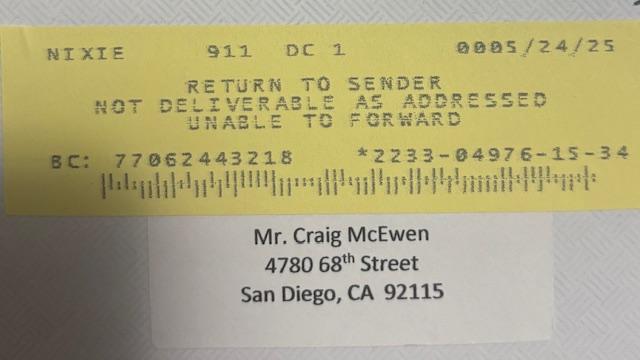 NIXIE 911 DC 1 0005/24/25
RETURN TO SENDER
NOT DELIVERABLE AS ADDRESSED
UNABLE TO FORWARD
BC: 77062443218 *2233-04976-15-34
Mr. Craig McEwen
4780 68th Street
San Diego, CA 92115